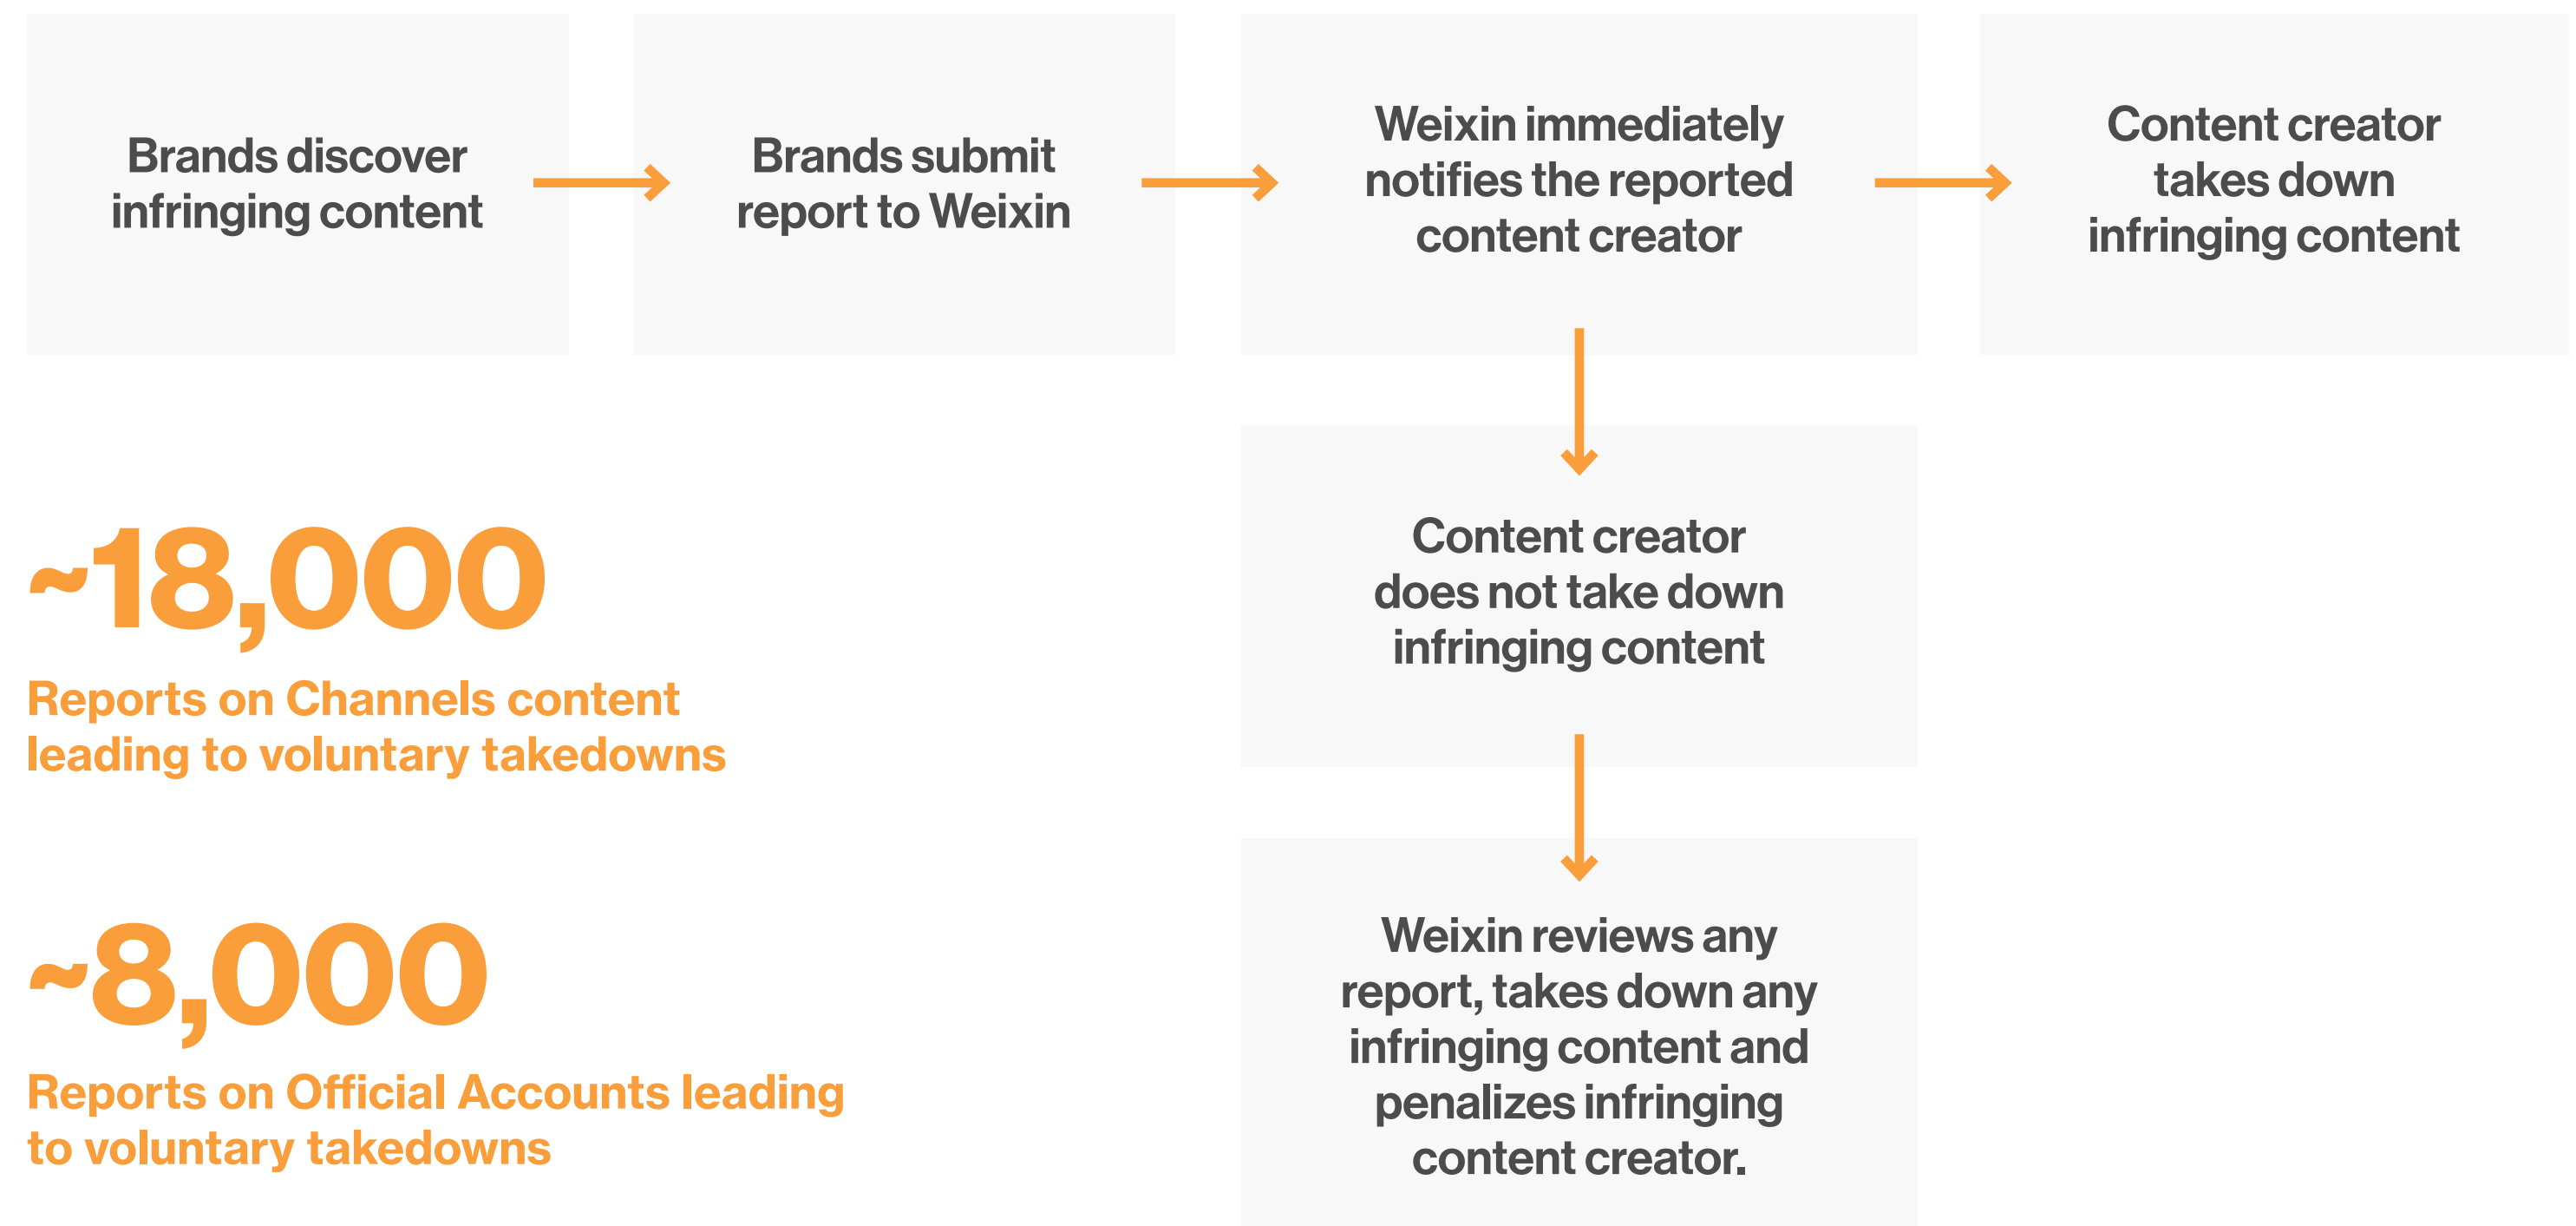 Brands discover
infringing content
Brands submit
report to Weixin
Weixin immediately
notifies the reported
content creator
Content creator
takes down
infringing content
Content creator
does not take down
infringing content
Weixin reviews any
report, takes down any
infringing content and
penalizes infringing
content creator.
~18,000
Reports on Channels content
leading to voluntary takedowns
~8,000
Reports on Official Accounts leading
to voluntary takedowns